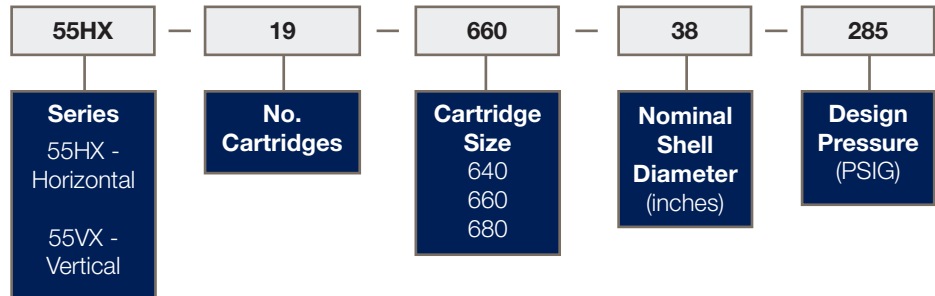 55HX — 19 — 660 — 38 — 285
Series
55HX -
Horizontal
55VX -
Vertical
No.
Cartridges
Cartridge
Size
640
660
680
Nominal
Shell
Diameter
(inches)
Design
Pressure
(PSIG)